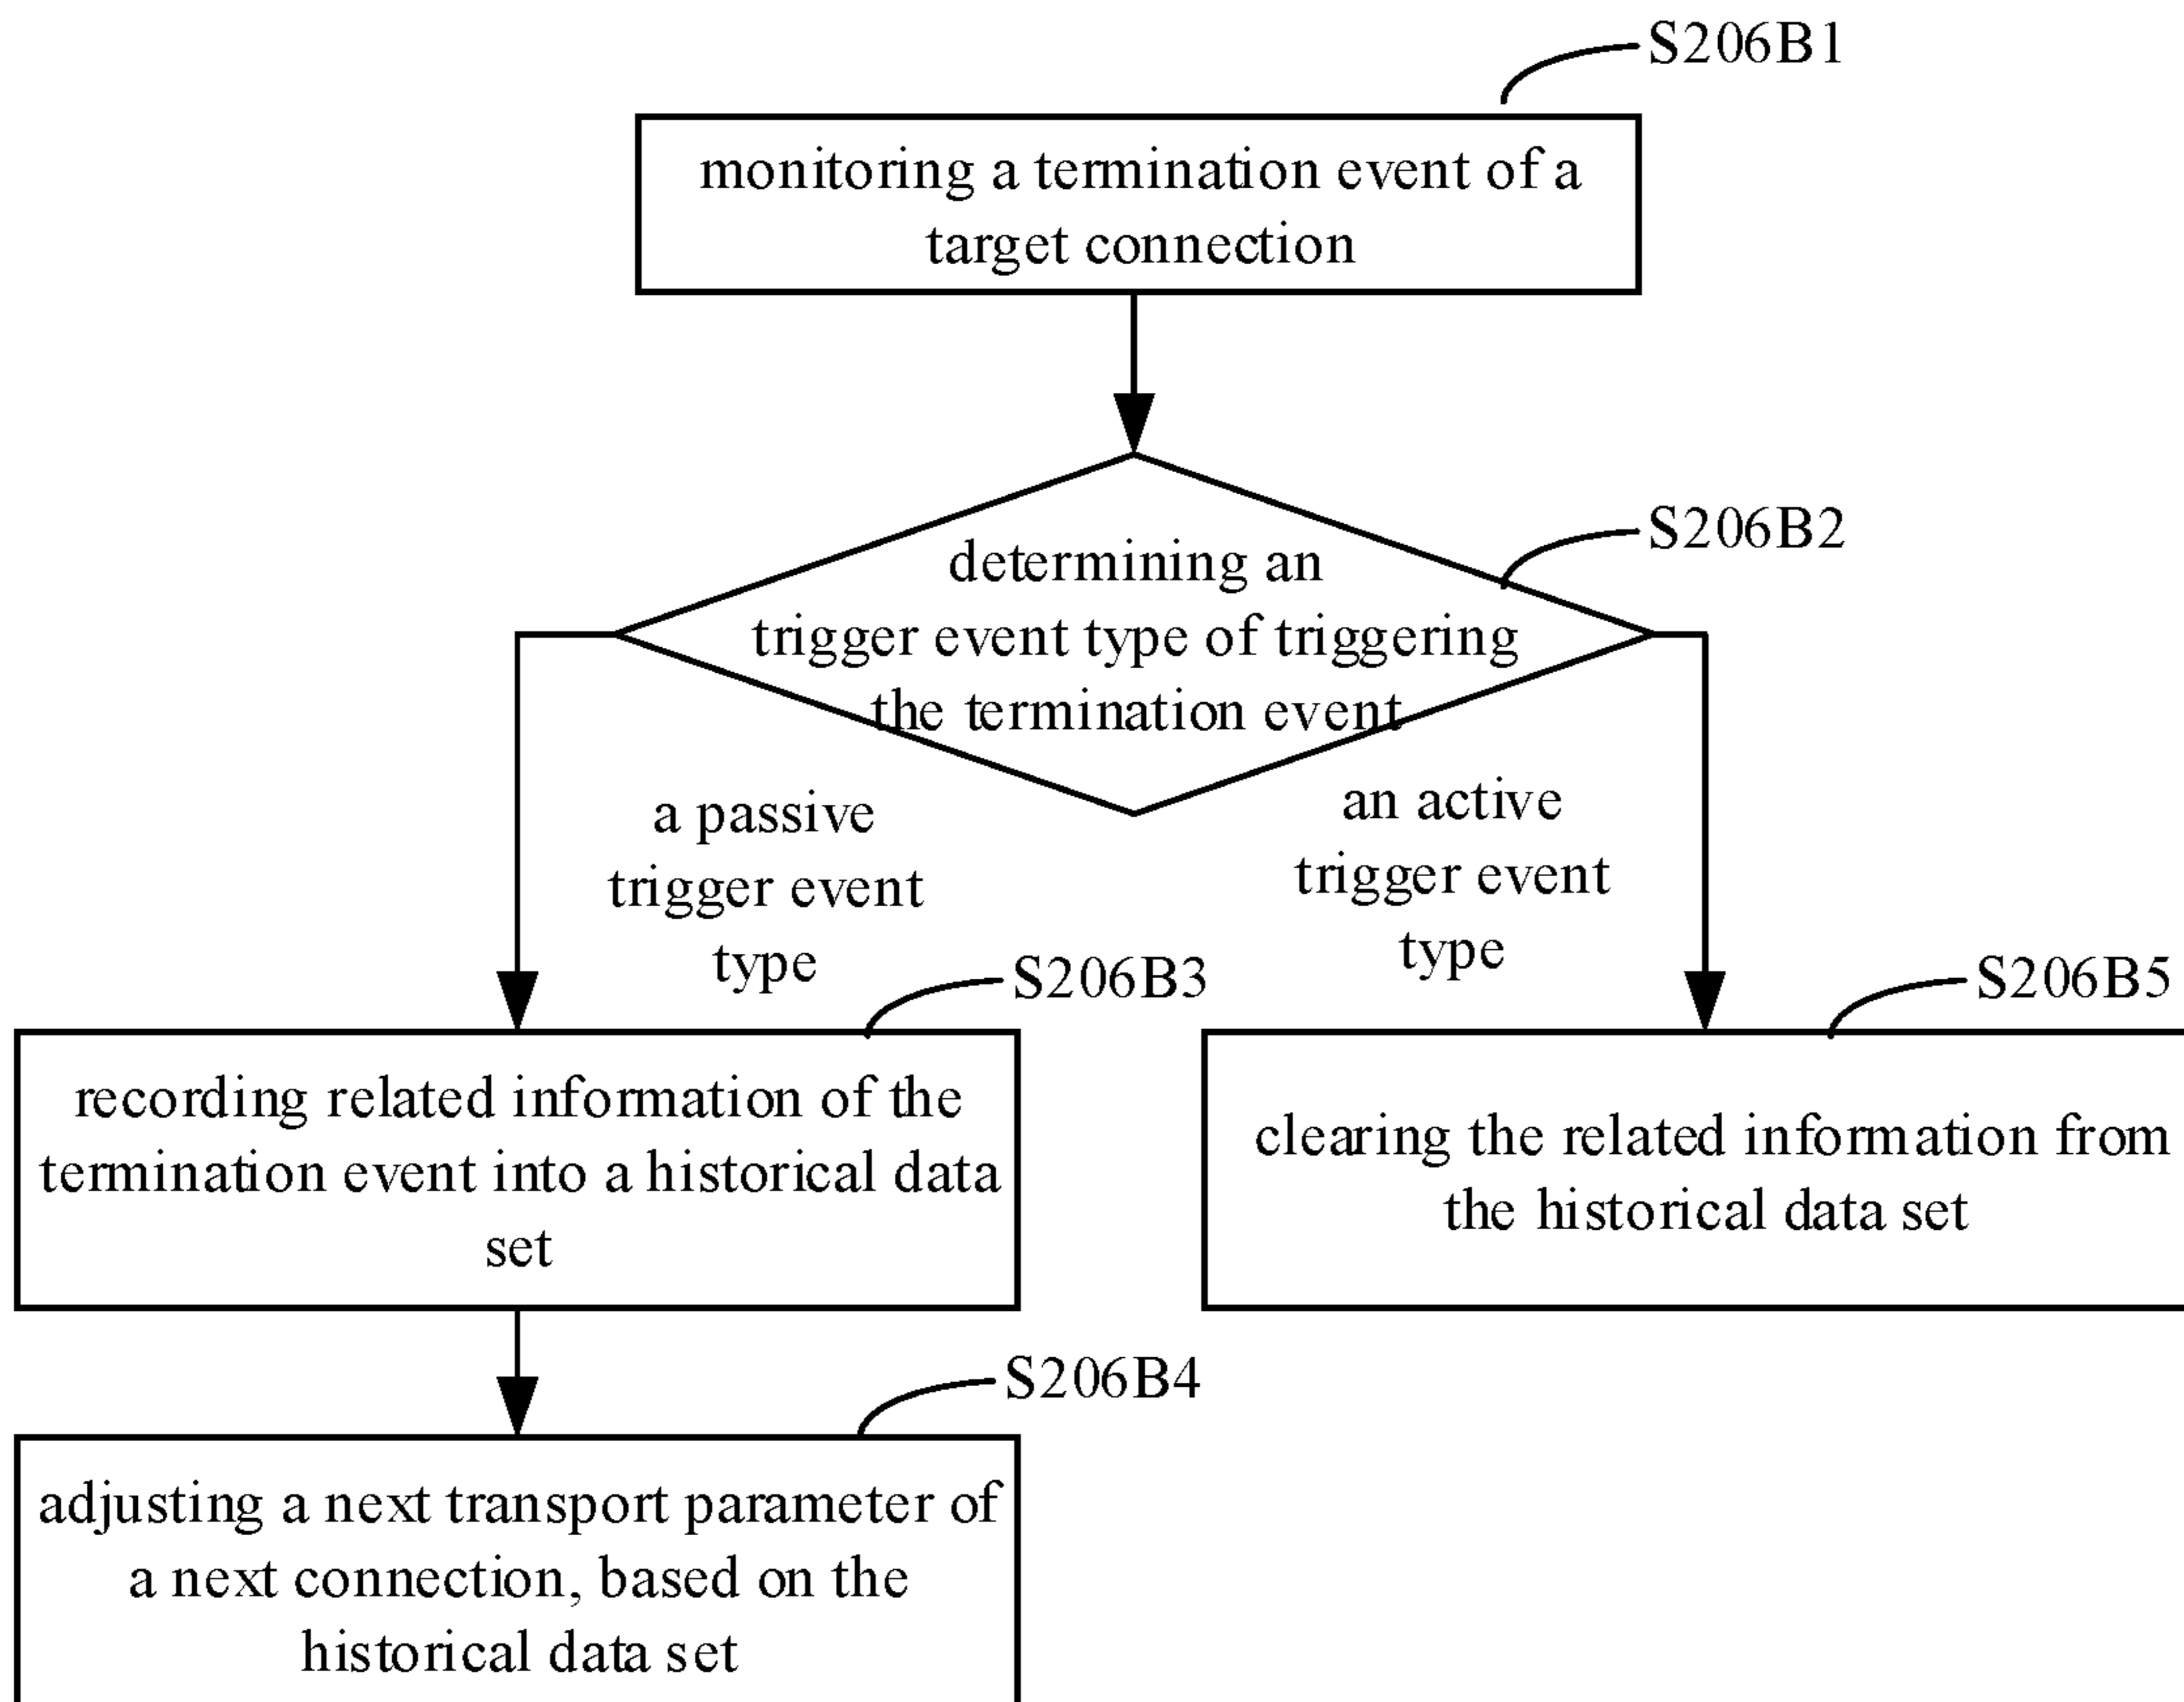 S206B1
monitoring a termination event of a
target connection
S206B2
determining an
trigger event type of triggering
the termination event
a passive
trigger event
type
an active
trigger event
type
S206B3
S206B5
recording related information of the
termination event into a historical data
set
clearing the related information from
the historical data set
S206B4
adjusting a next transport parameter of
a next connection, based on the
historical data set